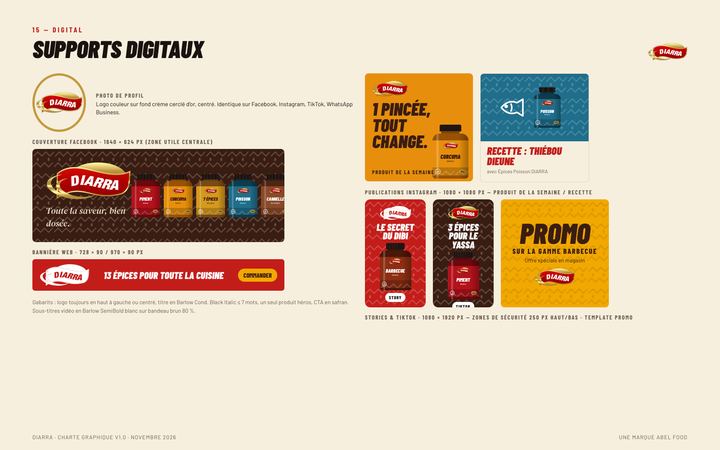 15 — DIGITAL
SUPPORTS DIGITAUX
DIARRA
DIARRA
PHOTO DE PROFIL
Logo couleur sur fond crème cerclé d'or, centré. Identique sur Facebook, Instagram, TikTok, WhatsApp
Business.
COUVERTURE FACEBOOK · 1640 × 624 PX (ZONE UTILE CENTRALE)
DIARRA
Toute la saveur, bien
dosée.
PIMENT
CURCUMA
7 ÉPICES
POISSON
CANNELLE
BANNIÈRE WEB · 728 × 90 / 970 × 90 PX
DIARRA
13 ÉPICES POUR TOUTE LA CUISINE
COMMANDER
Gabarits : logo toujours en haut à gauche ou centré, titre en Barlow Cond. Black Italic ≤ 7 mots, un seul produit héros, CTA en safran.
Sous-titres vidéo en Barlow SemiBold blanc sur bandeau brun 80 %.
DIARRA
1 PINCÉE,
TOUT
CHANGE.
CURCUMA
PRODUIT DE LA SEMAINE
POISSON
RECETTE : THIÉBOU
DIEUNE
avec Épices Poisson DIARRA
PUBLICATIONS INSTAGRAM · 1080 × 1080 PX — PRODUIT DE LA SEMAINE / RECETTE
DIARRA
LE SECRET
DU DIBI
BARBECUE
STORY
DIARRA
3 ÉPICES
POUR LE
YASSA
PIMENT
TIKTOK
PROMO
SUR LA GAMME BARBECUE
Offre spéciale en magasin
DIARRA
STORIES & TIKTOK · 1080 × 1920 PX — ZONES DE SÉCURITÉ 250 PX HAUT/BAS · TEMPLATE PROMO
DIARRA · CHARTE GRAPHIQUE V1.0 · NOVEMBRE 2026
UNE MARQUE ABEL FOOD